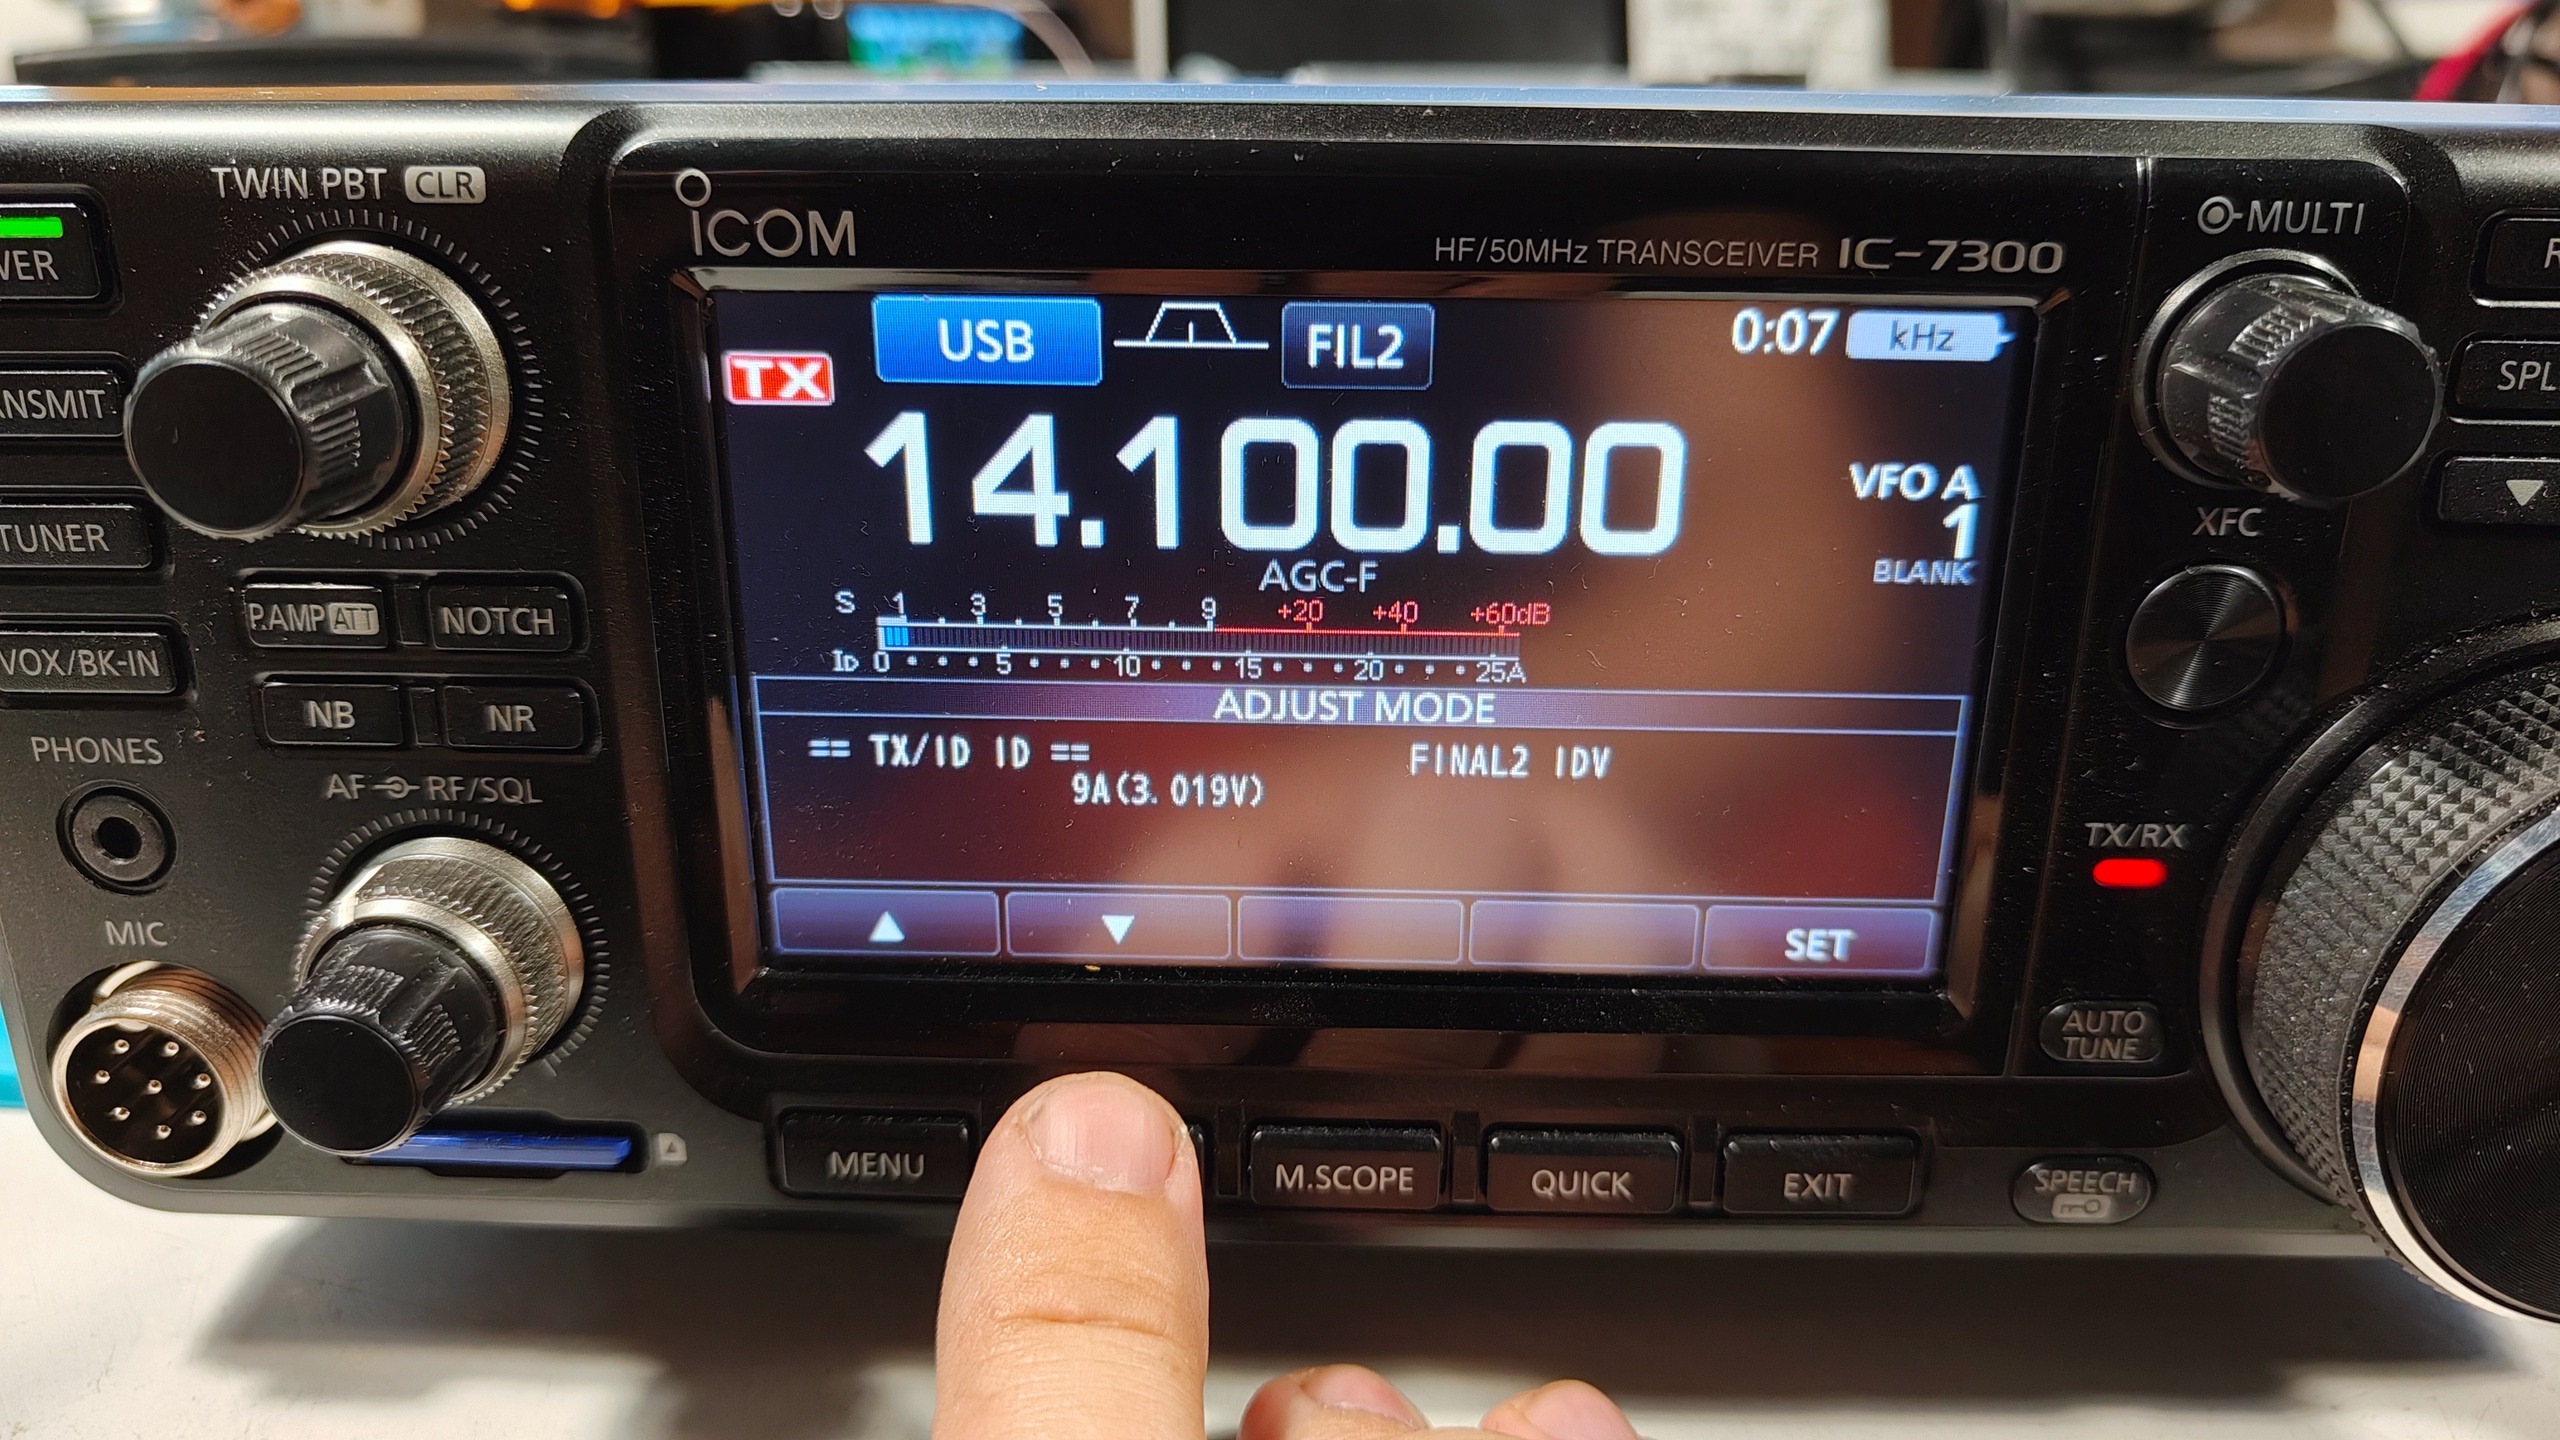 TWIN PBT CLR
ICOM
HF/50MHz TRANSCEIVER IC-7300
MULTI
USB
FIL2
0:07
kHz
TX
14.100.00
VFO A
1
BLANK
XFC
TUNER
AGC-F
S 1 3 5 7 9 +20 +40 +60dB
ID 0 5 10 15 20 25A
P.AMP ATT
NOTCH
VOX/BK-IN
NB
NR
ADJUST MODE
== TX/ID ID ==
FINAL2 IDV
9A(3.019V)
PHONES
AF RF/SQL
TX/RX
MIC
SET
AUTO
TUNE
MENU
M.SCOPE
QUICK
EXIT
SPEECH